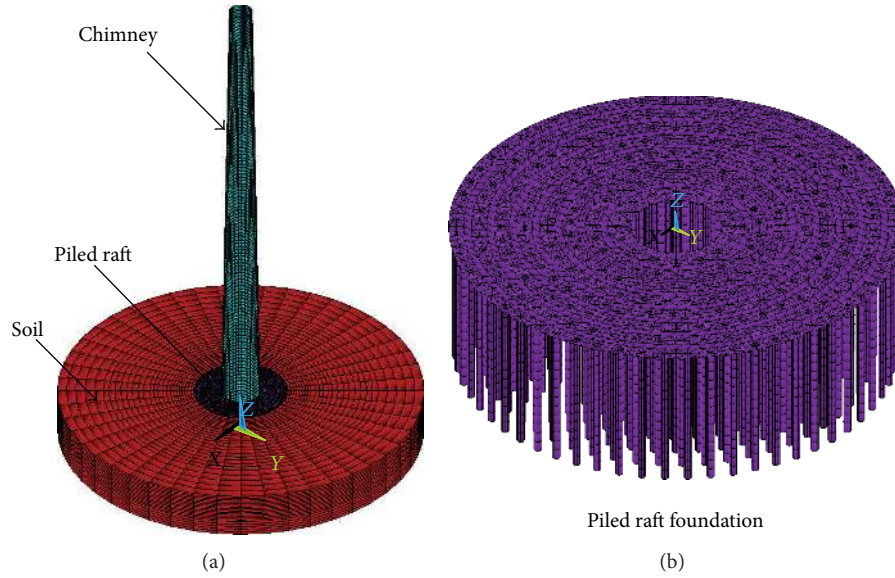 Chimney
Piled raft
Soil
Z
X
Y
(a)
Z
X
Y
Piled raft foundation
(b)